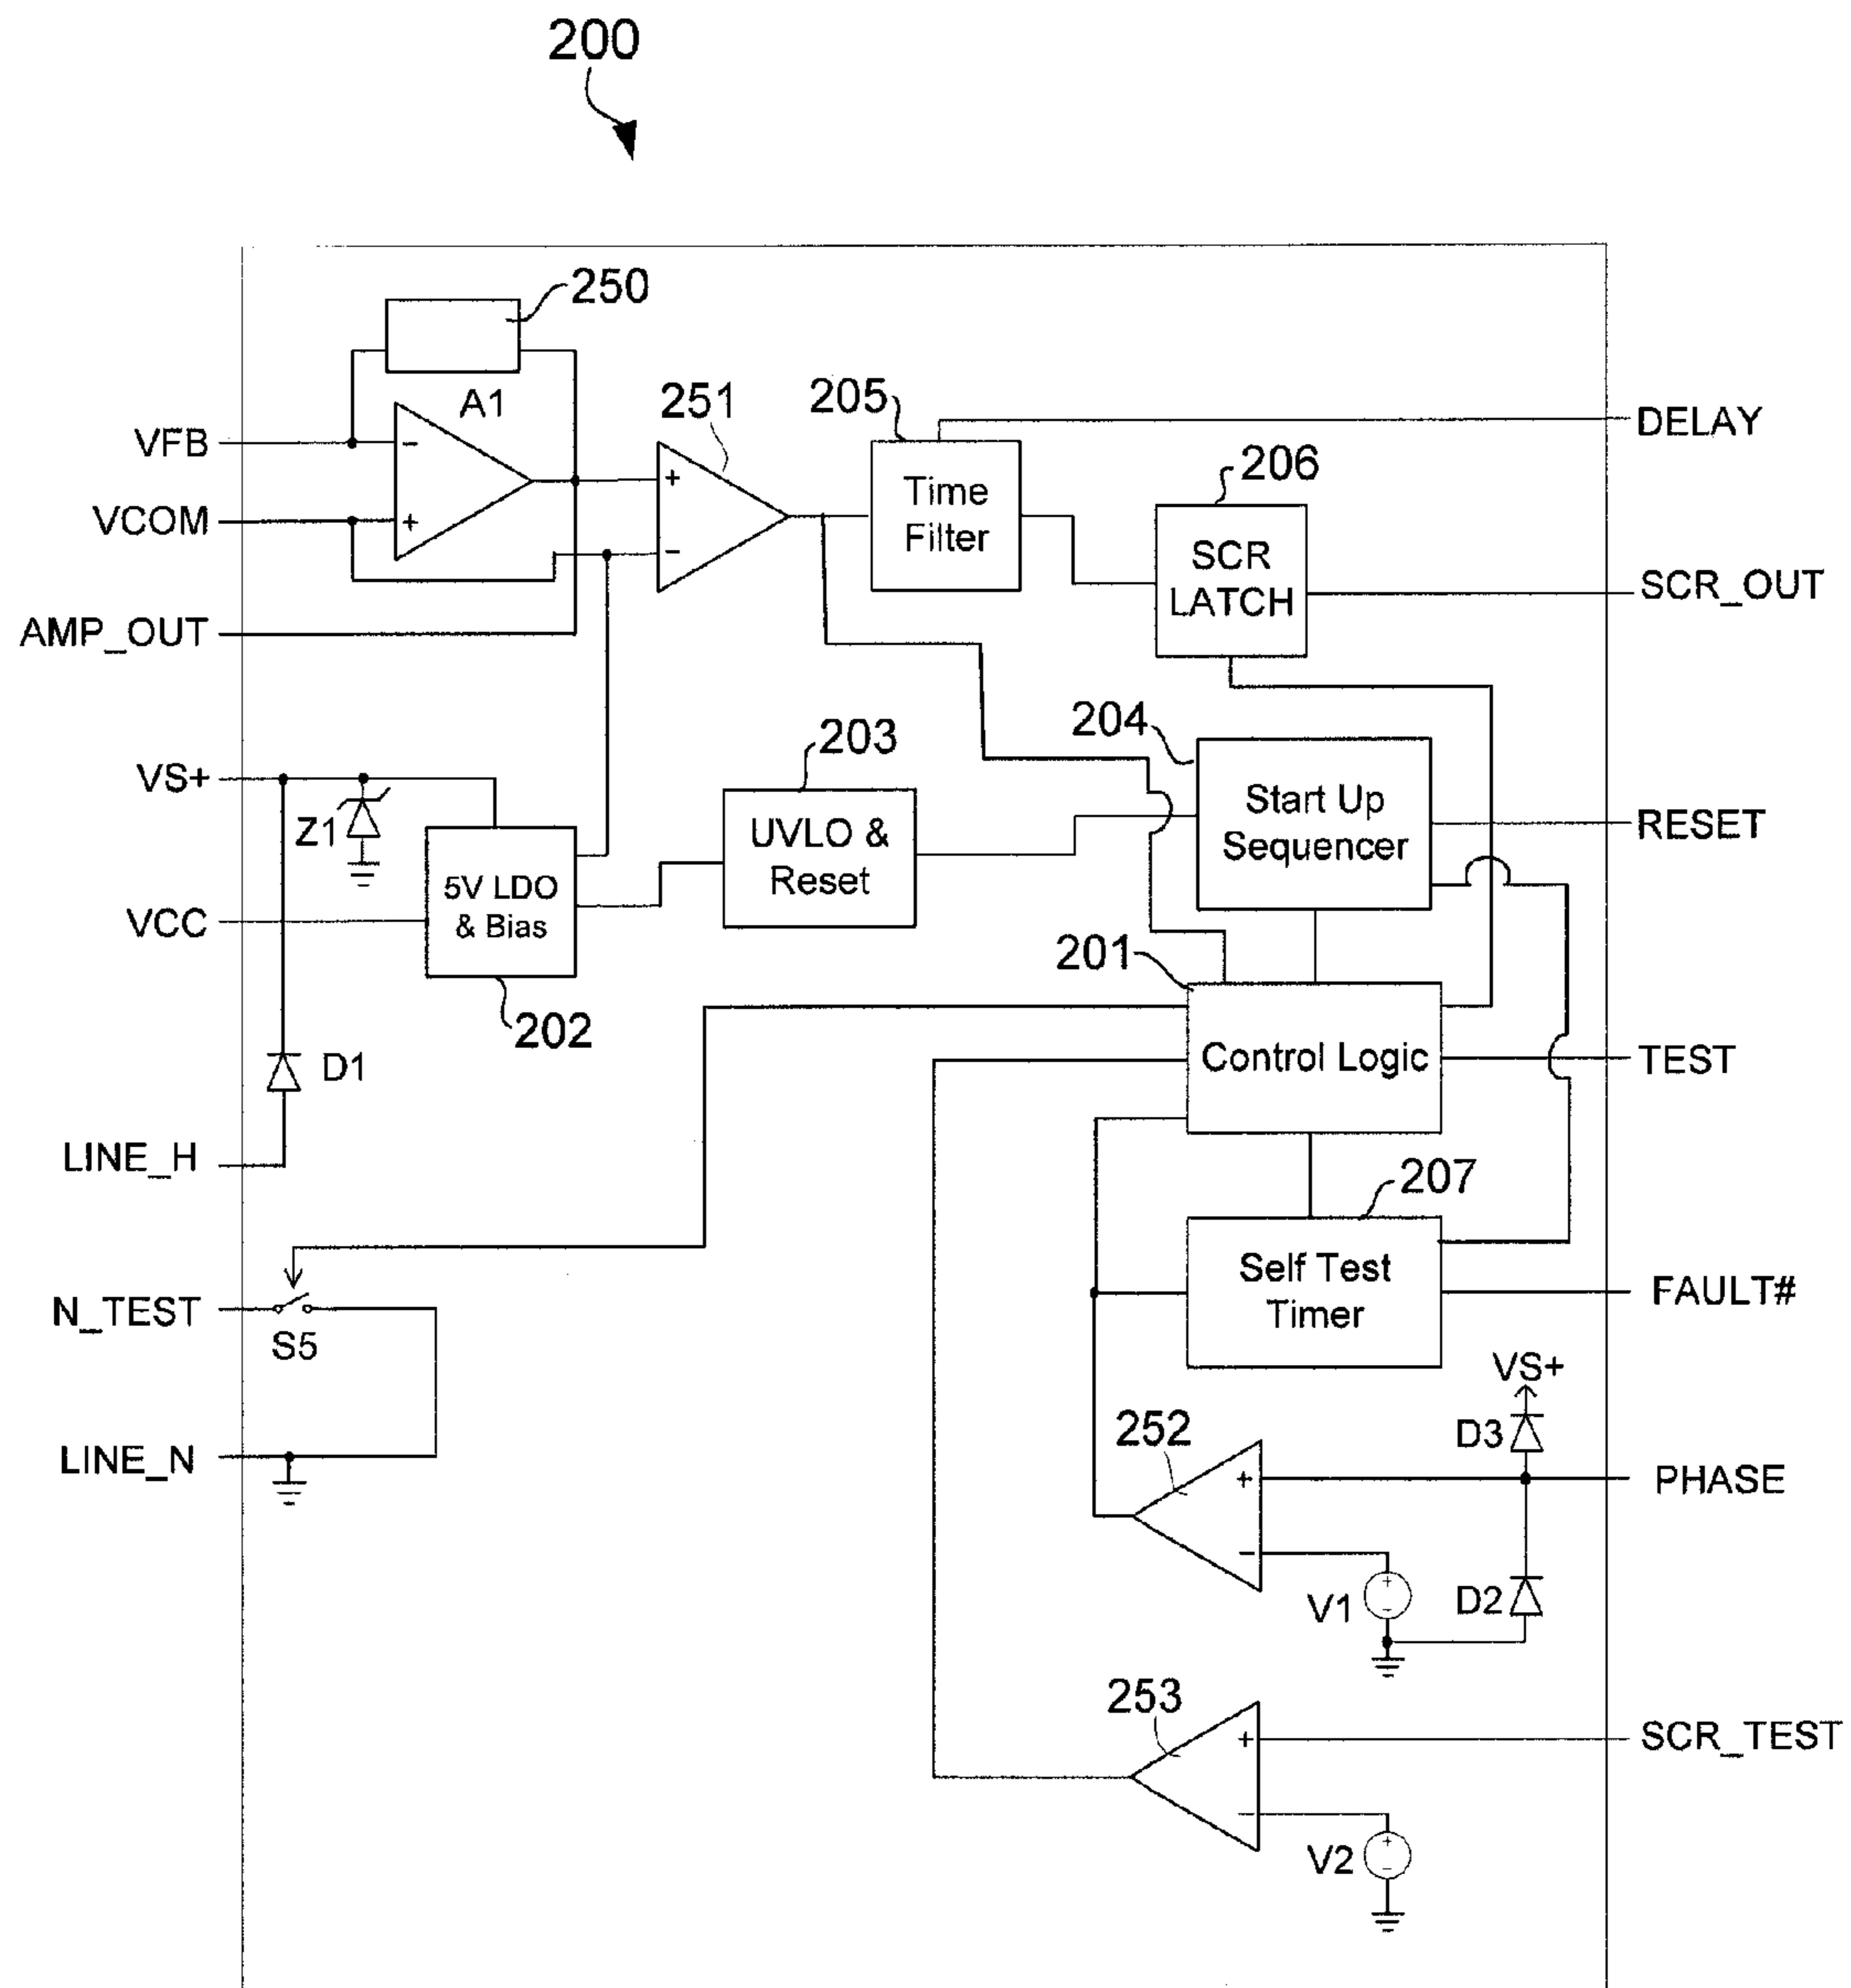 200
250
A1
251
205
DELAY
VFB
−
+
Time
Filter
206
VCOM
+
−
SCR
LATCH
SCR_OUT
AMP_OUT
204
203
VS+
Z1
UVLO &
Reset
Start Up
Sequencer
RESET
5V LDO
& Bias
VCC
201
202
D1
Control Logic
TEST
LINE_H
207
Self Test
Timer
FAULT#
N_TEST
S5
VS+
252
D3
LINE_N
+
PHASE
−
V1
+
−
D2
253
+
SCR_TEST
−
V2
+
−